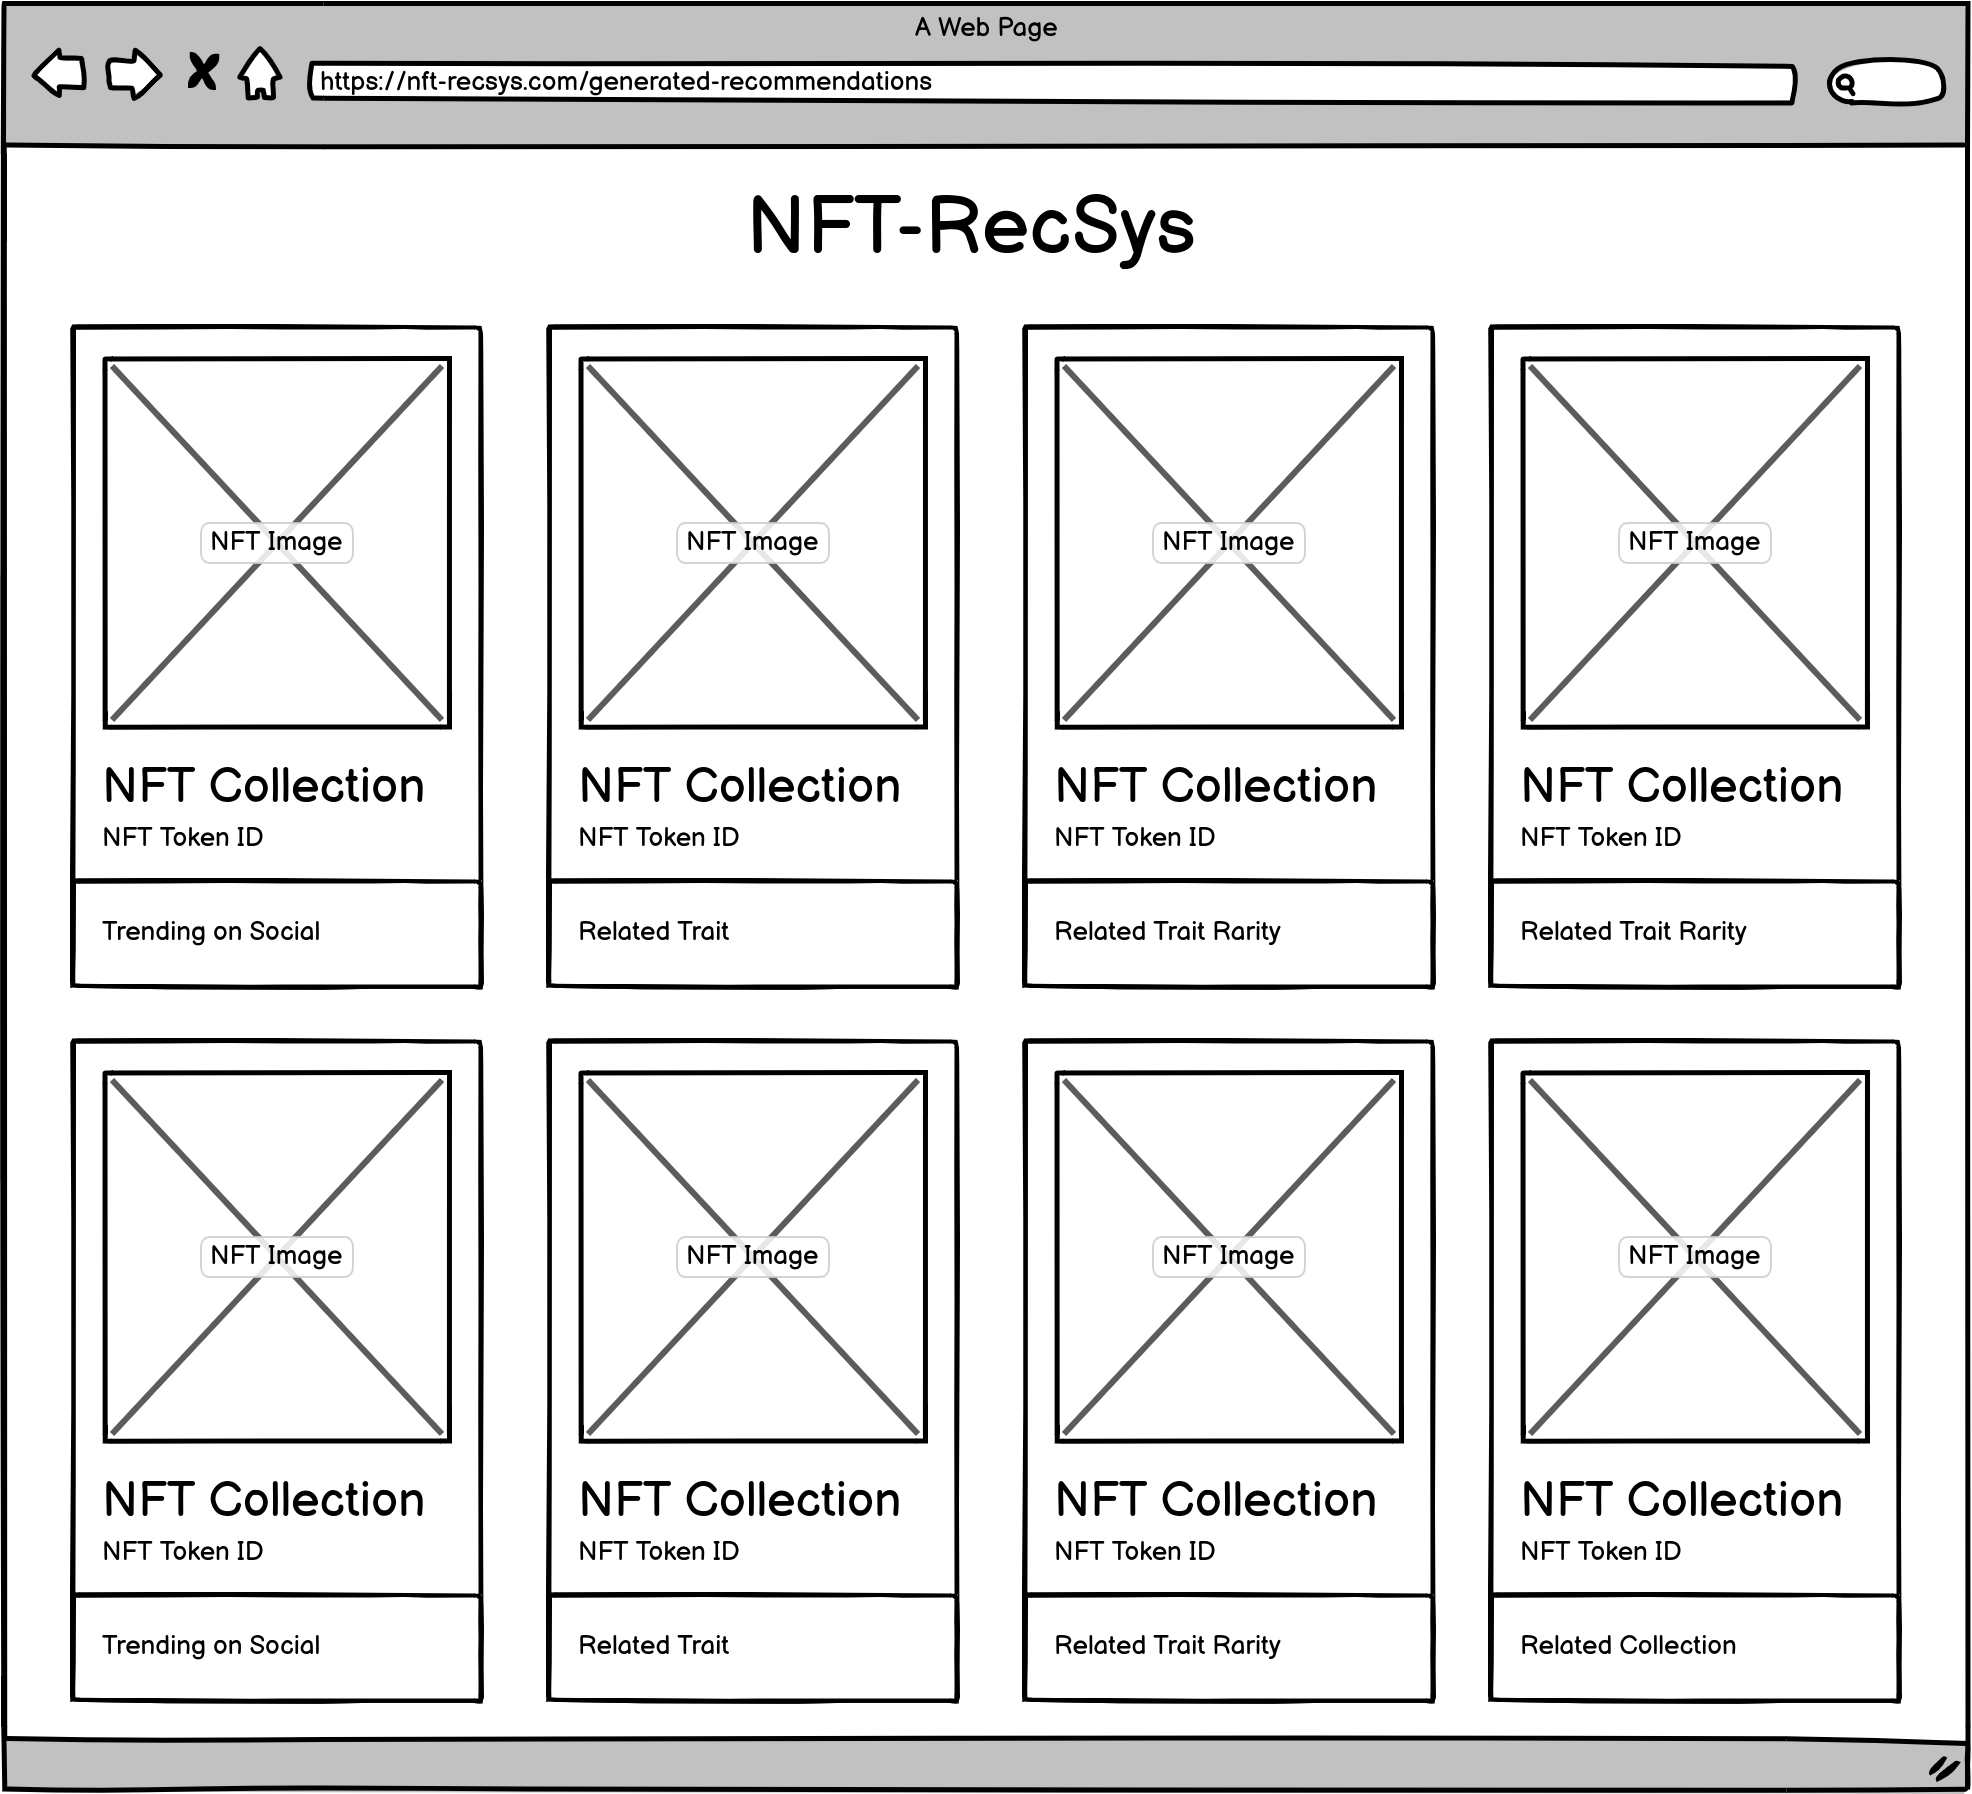 A Web Page
https://nft-recsys.com/generated-recommendations
NFT-RecSys
NFT Image
NFT Collection
NFT Token ID
Trending on Social
NFT Image
NFT Collection
NFT Token ID
Related Trait
NFT Image
NFT Collection
NFT Token ID
Related Trait Rarity
NFT Image
NFT Collection
NFT Token ID
Related Trait Rarity
NFT Image
NFT Collection
NFT Token ID
Trending on Social
NFT Image
NFT Collection
NFT Token ID
Related Trait
NFT Image
NFT Collection
NFT Token ID
Related Trait Rarity
NFT Image
NFT Collection
NFT Token ID
Related Collection